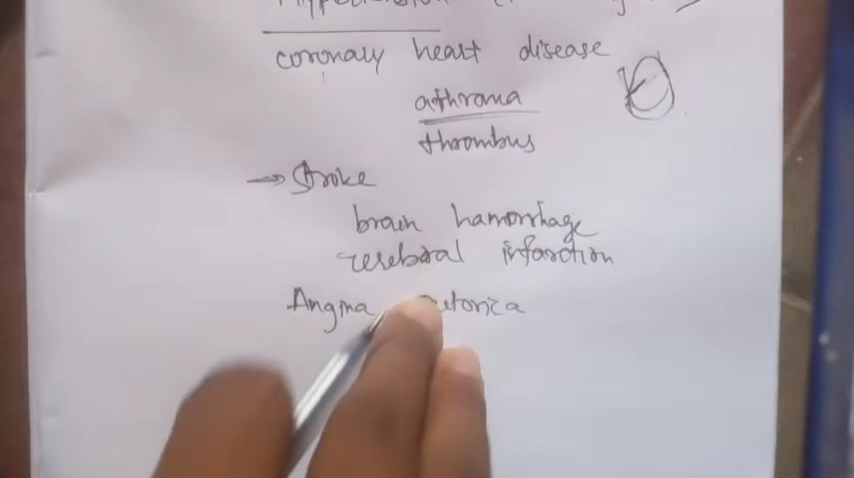 coronary heart disease
athroma
thrombus
→ Stroke
brain hamorrhage
cerebral infarction
Angina